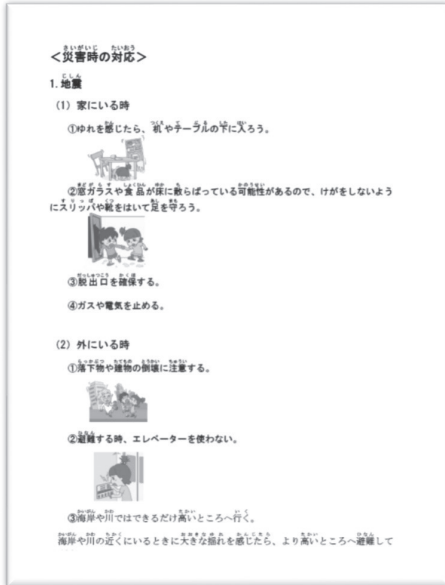 <災害時の対応>
1. 地震
(1) 家にいる時
①ゆれを感じたら、机やテーブルの下に入ろう。
②窓ガラスや食品が床に散らばっている可能性があるので、けがをしないよう
にスリッパや靴をはいて足を守ろう。
③脱出口を確保する。
④ガスや電気を止める。
(2) 外にいる時
①落下物や建物の倒壊に注意する。
②避難する時、エレベーターを使わない。
③海岸や川ではできるだけ高いところへ行く。
海岸や川の近くにいるときに大きな揺れを感じたら、より高いところへ避難して